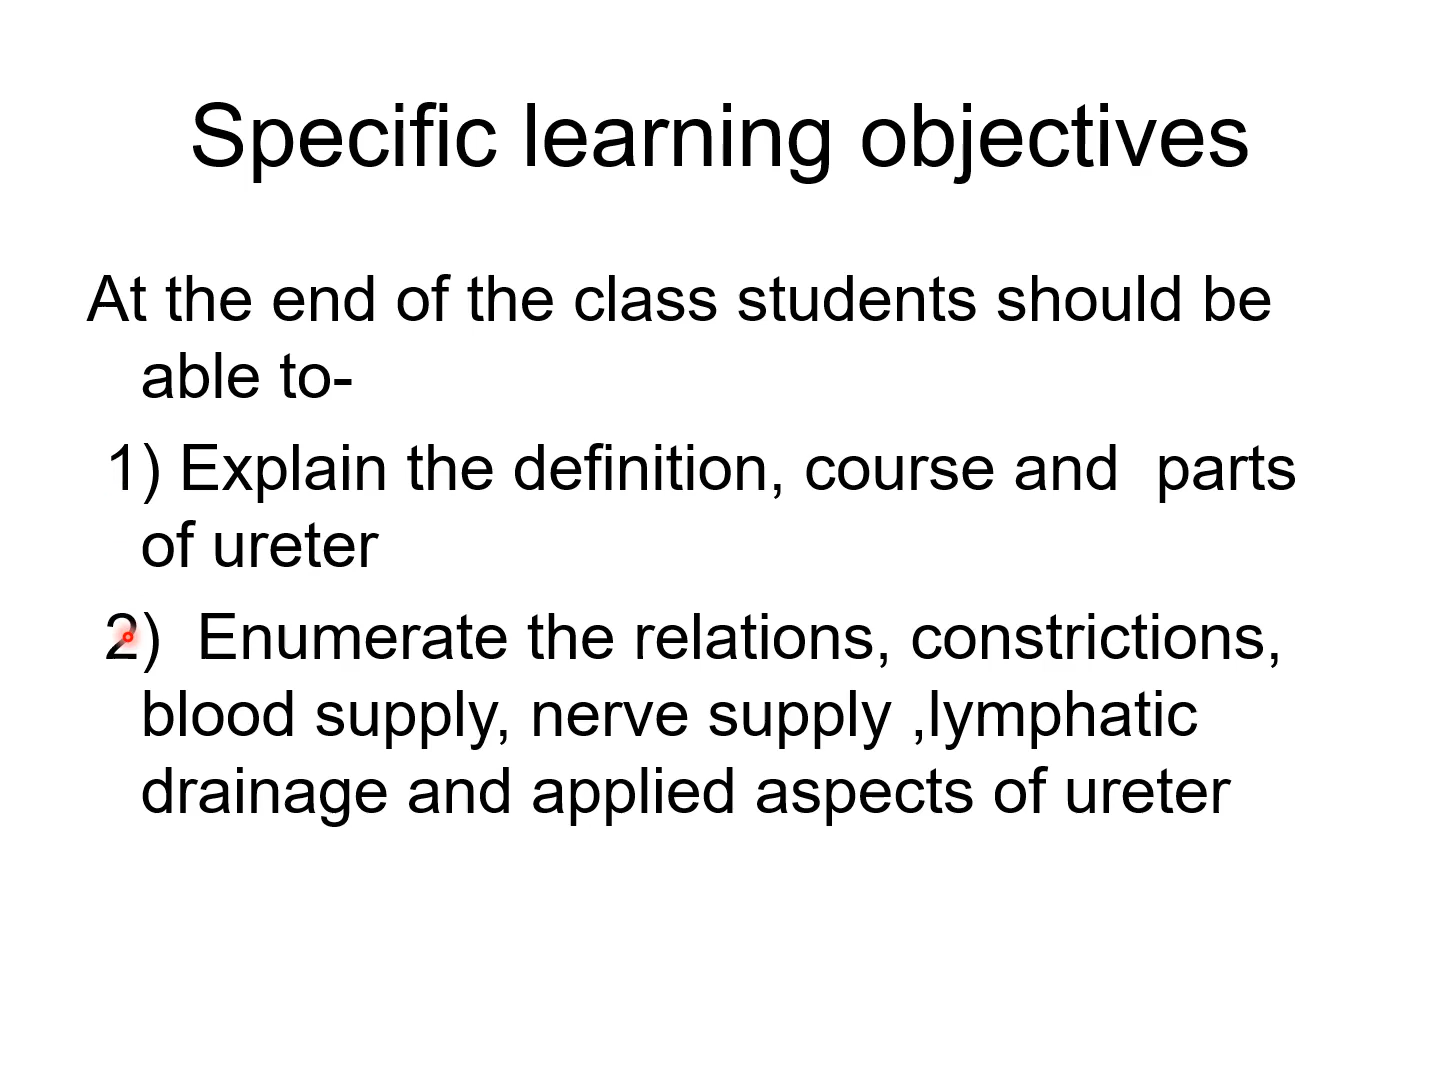 Specific learning objectives
At the end of the class students should be
able to-
1) Explain the definition, course and  parts
of ureter
2)  Enumerate the relations, constrictions,
blood supply, nerve supply ,lymphatic
drainage and applied aspects of ureter